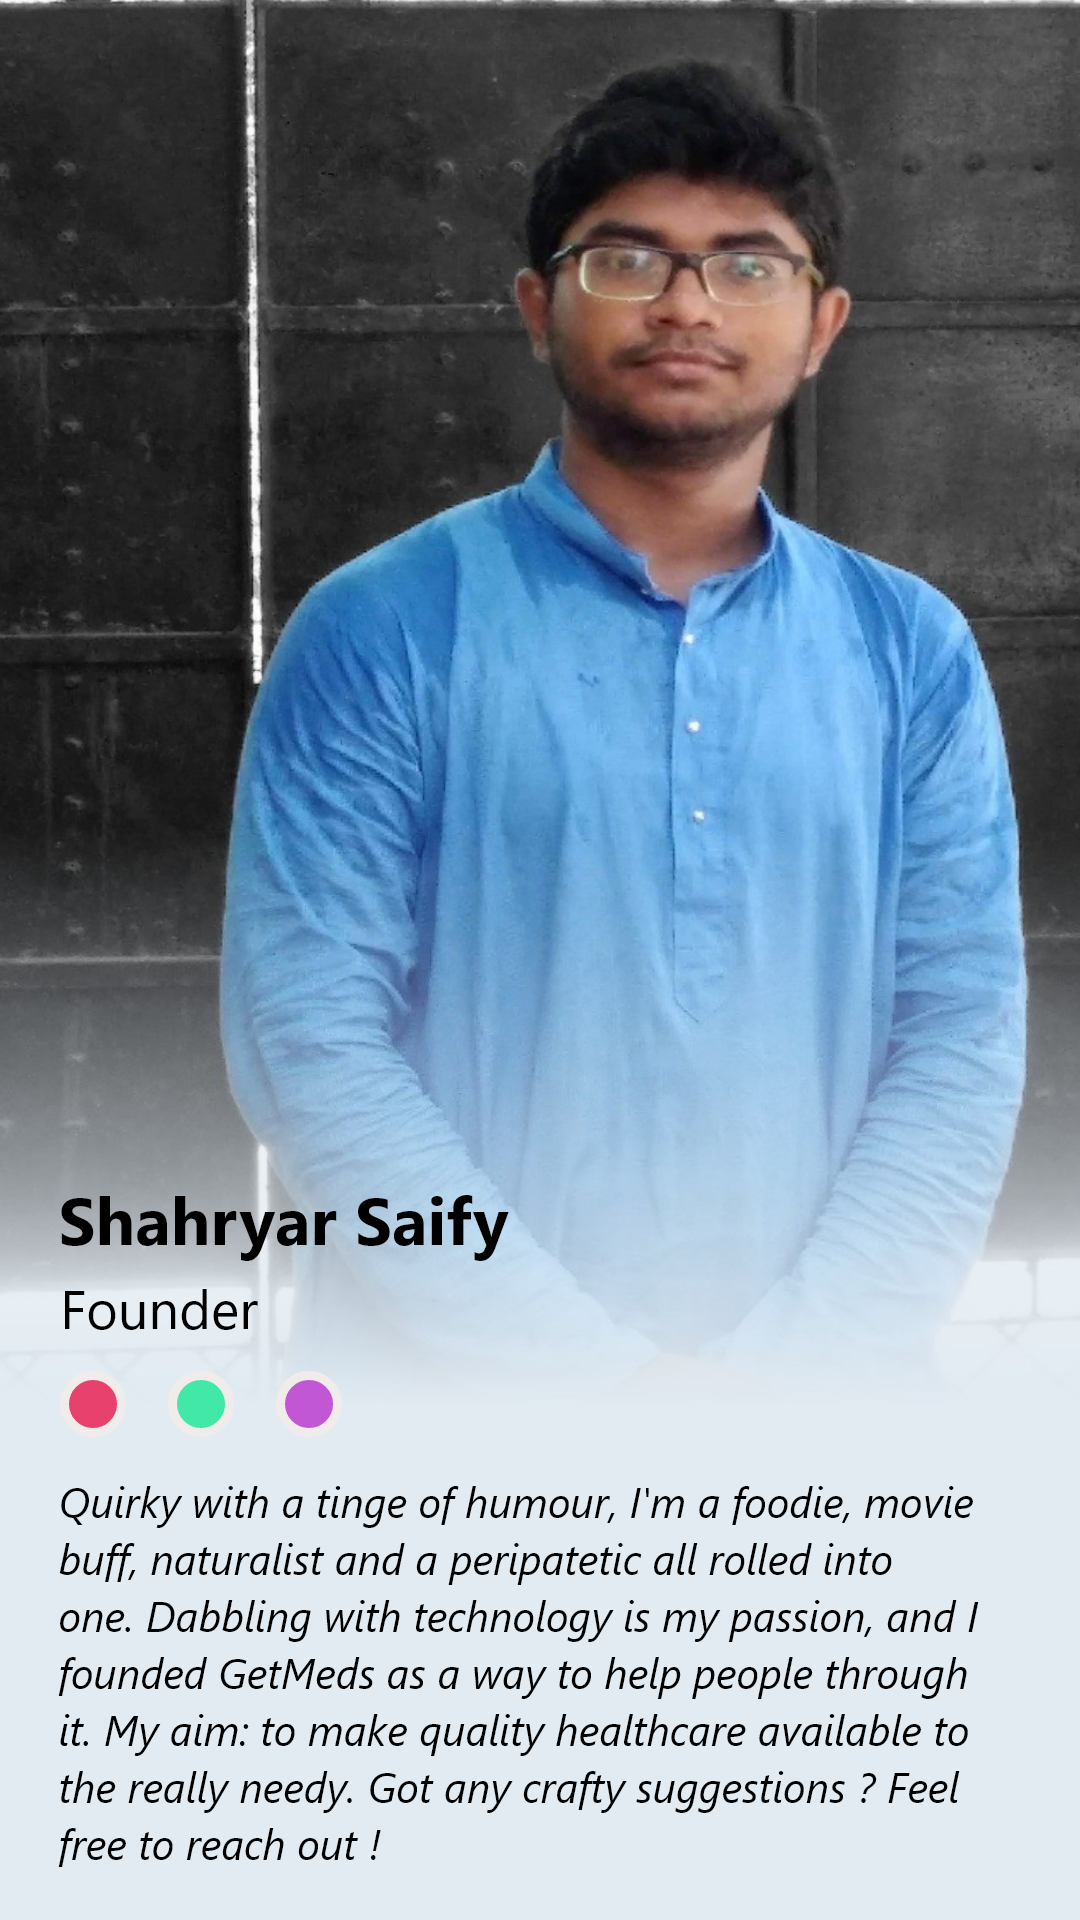 Shahryar Saify
Founder
Quirky with a tinge of humour, I'm a foodie, movie
buff, naturalist and a peripatetic all rolled into
one. Dabbling with technology is my passion, and I
founded GetMeds as a way to help people through
it. My aim: to make quality healthcare available to
the really needy. Got any crafty suggestions ? Feel
free to reach out !